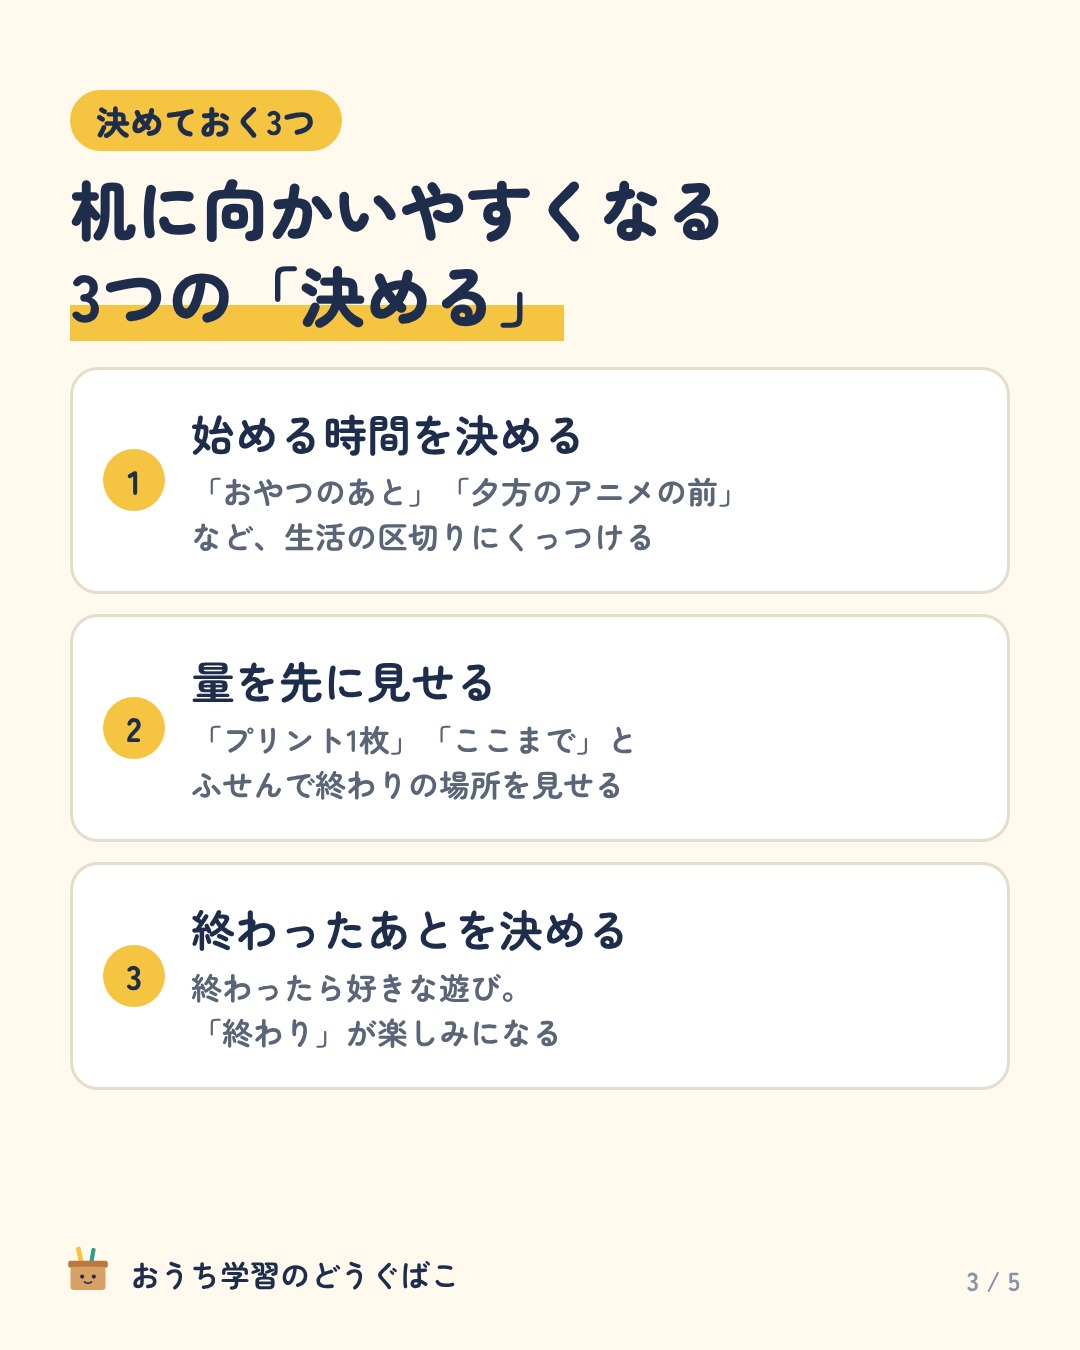 決めておく3つ
机に向かいやすくなる
3つの「決める」
1
始める時間を決める
「おやつのあと」「夕方のアニメの前」
など、生活の区切りにくっつける
2
量を先に見せる
「プリント1枚」「ここまで」と
ふせんで終わりの場所を見せる
3
終わったあとを決める
終わったら好きな遊び。
「終わり」が楽しみになる
おうち学習のどうぐばこ
3 / 5